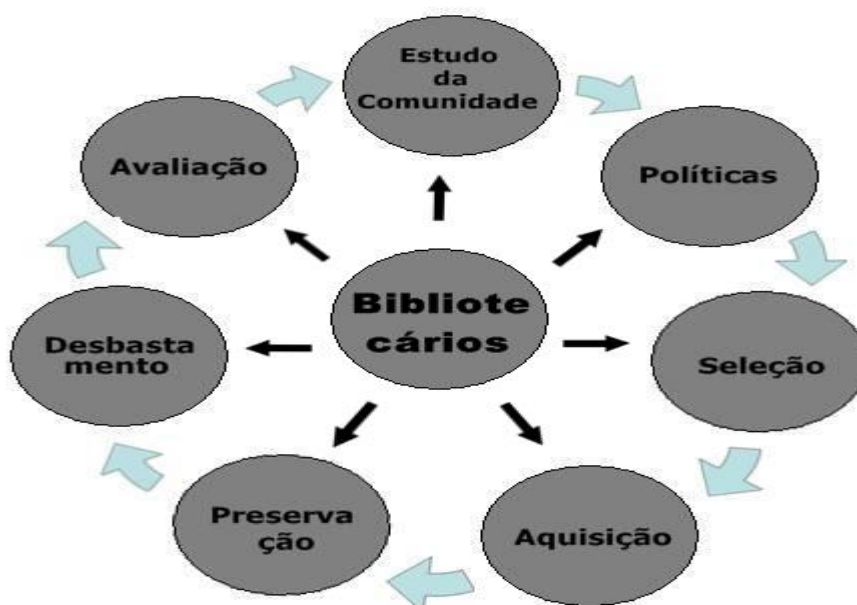 Estudo
da
Comunidade
Políticas
Seleção
Aquisição
Preserva
ção
Desbasta
mento
Avaliação
Bibliote
cários